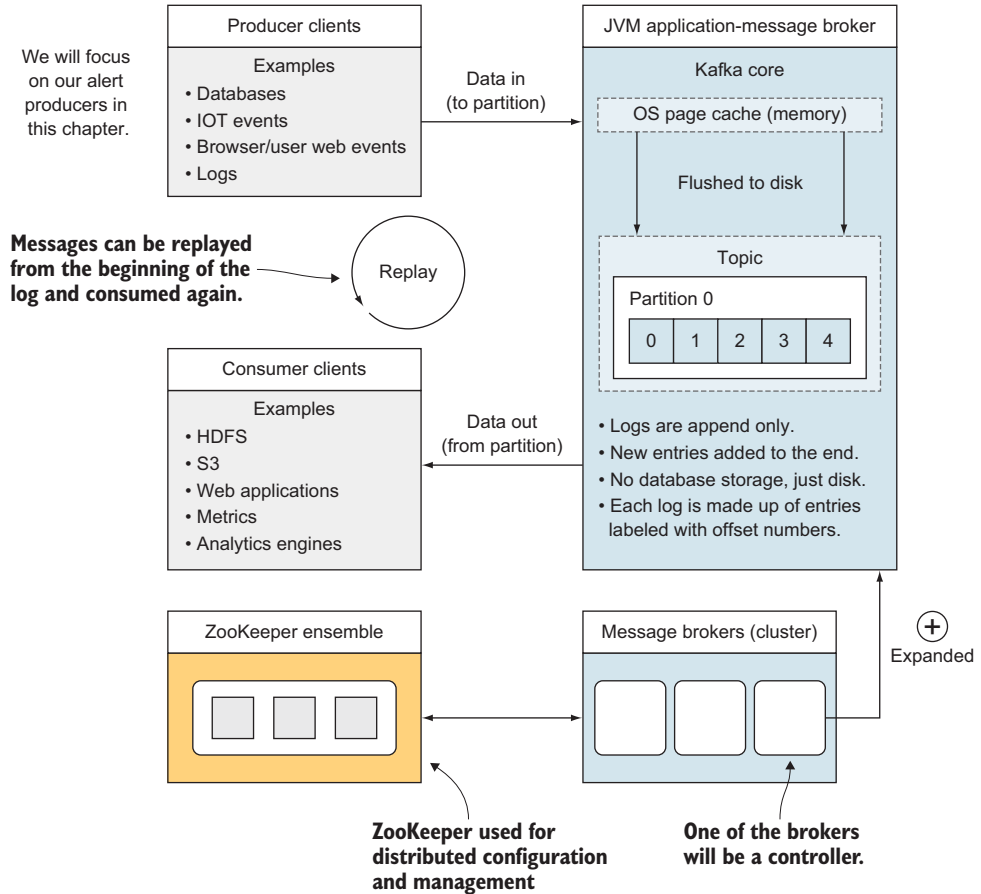 Producer clients
Examples
• Databases
• IOT events
• Browser/user web events
• Logs
We will focus
on our alert
producers in
this chapter.
Data in
(to partition)
JVM application-message broker
Kafka core
OS page cache (memory)
Flushed to disk
Topic
Partition 0
0 1 2 3 4
• Logs are append only.
• New entries added to the end.
• No database storage, just disk.
• Each log is made up of entries
labeled with offset numbers.
Messages can be replayed
from the beginning of the
log and consumed again.
Replay
Consumer clients
Examples
• HDFS
• S3
• Web applications
• Metrics
• Analytics engines
Data out
(from partition)
ZooKeeper ensemble
Message brokers (cluster)
+
Expanded
ZooKeeper used for
distributed configuration
and management
One of the brokers
will be a controller.